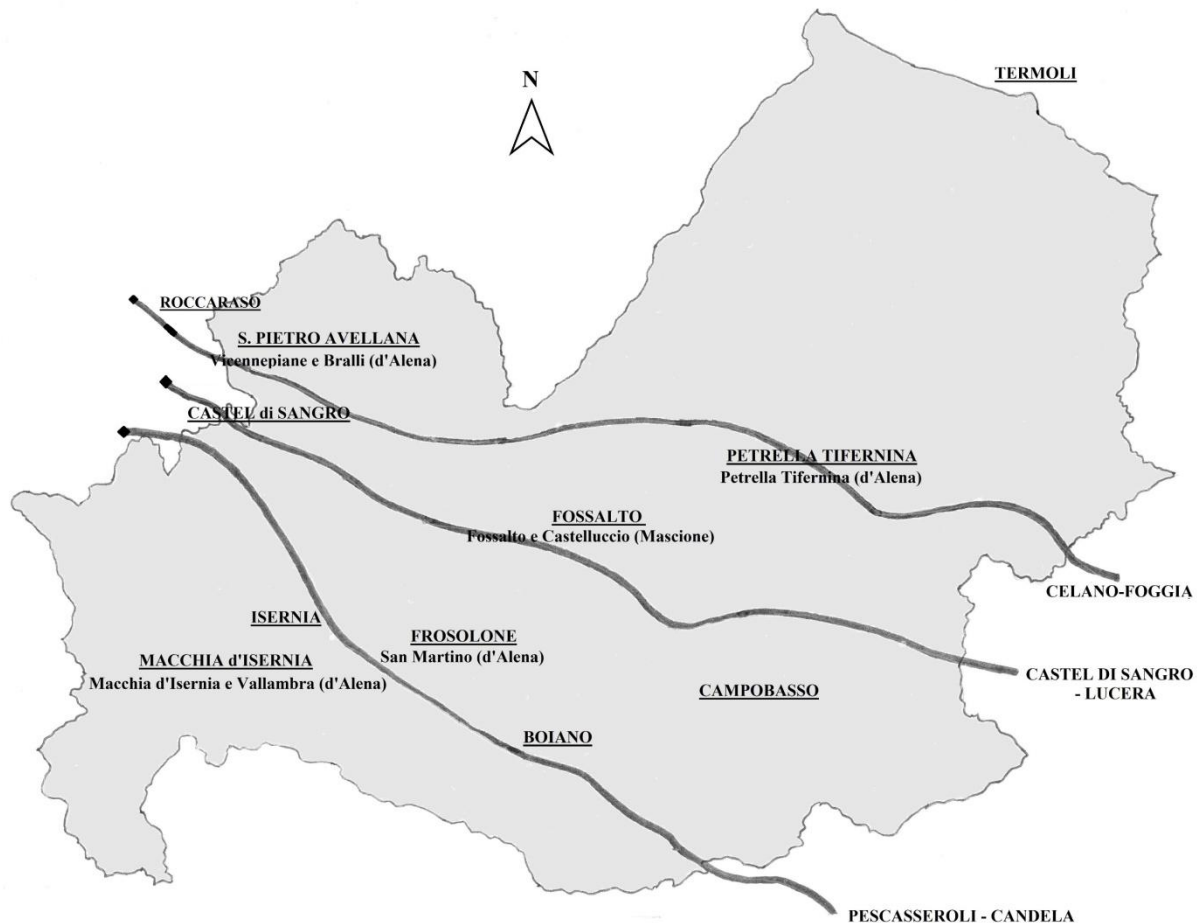 TERMOLI
N
ROCCARASO
S. PIETRO AVELLANA
Vicennepiane e Bralli (d'Alena)
CASTEL di SANGRO
PETRELLA TIFERNINA
Petrella Tifernina (d'Alena)
FOSSALTO
Fossalto e Castelluccio (Mascione)
CELANO-FOGGIA
ISERNIA
FROSOLONE
San Martino (d'Alena)
MACCHIA d'ISERNIA
Macchia d'Isernia e Vallambra (d'Alena)
CASTEL DI SANGRO
- LUCERA
CAMPOBASSO
BOIANO
PESCASSEROLI - CANDELA